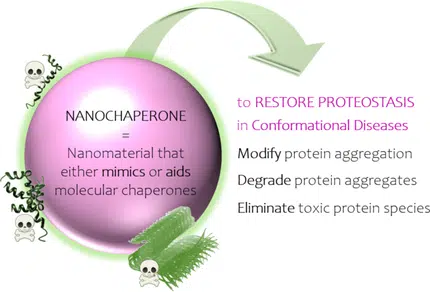 NANOCHAPERONE
=
Nanomaterial that
either mimics or aids
molecular chaperones
to RESTORE PROTEOSTASIS
in Conformational Diseases
Modify protein aggregation
Degrade protein aggregates
Eliminate toxic protein species